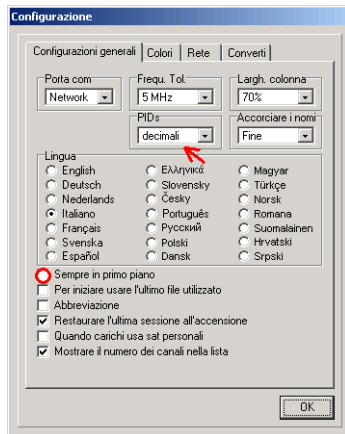 Configurazione
Configurazioni generali Colori Rete Converti
Porta com Frequ. Tol. Largh. colonna
Network 5 MHz 70%
PIDs Accorciare i nomi
decimali Fine
Lingua
English Ελληνικά Magyar
Deutsch Slovensky Türkçe
Nederlands Česky Norsk
Italiano Português Romana
Français Русский Suomalainen
Svenska Polski Hrvatski
Español Dansk Srpski
Sempre in primo piano
Per iniziare usare l'ultimo file utilizzato
Abbreviazione
Restaurare l'ultima sessione all'accensione
Quando carichi usa sat personali
Mostrare il numero dei canali nella lista
OK